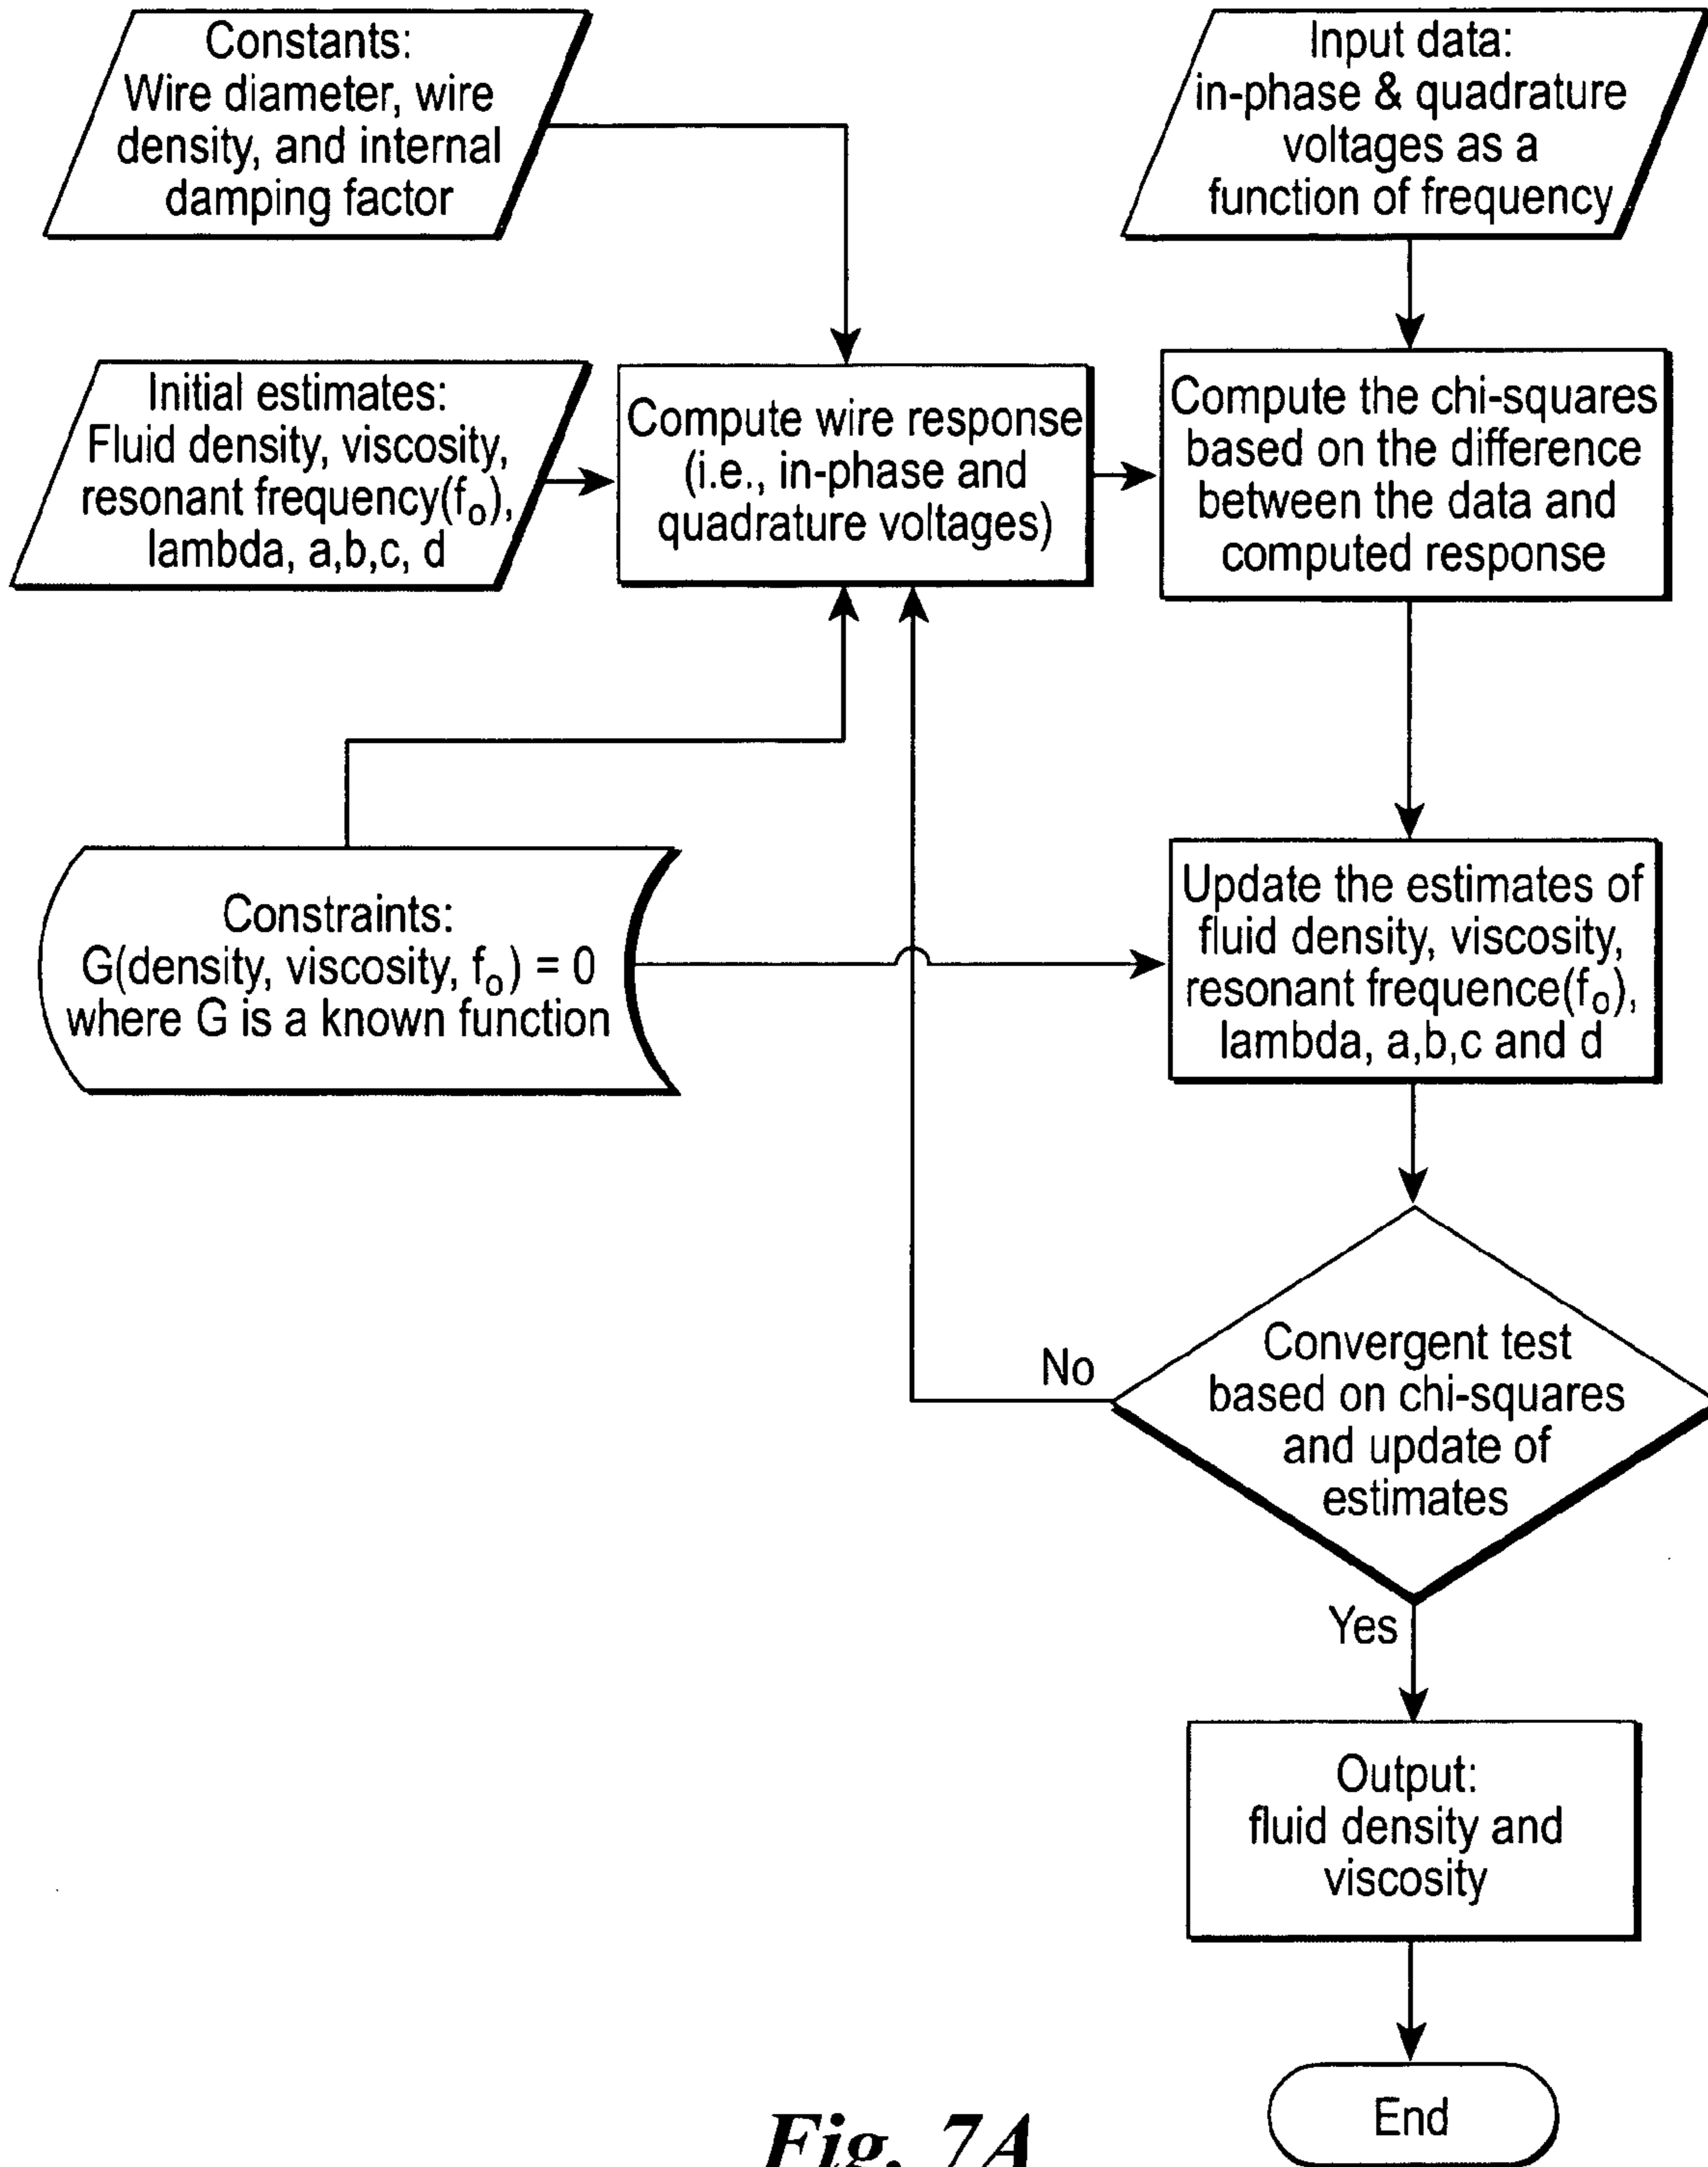 Constants:
Wire diameter, wire
density, and internal
damping factor
Input data:
in-phase & quadrature
voltages as a
function of frequency
Initial estimates:
Fluid density, viscosity,
resonant frequency(fo),
lambda, a,b,c, d
Compute wire response
(i.e., in-phase and
quadrature voltages)
Compute the chi-squares
based on the difference
between the data and
computed response
Constraints:
G(density, viscosity, fo) = 0
where G is a known function
Update the estimates of
fluid density, viscosity,
resonant frequence(fo),
lambda, a,b,c and d
No
Convergent test
based on chi-squares
and update of
estimates
Yes
Output:
fluid density and
viscosity
End
Fig. 7A